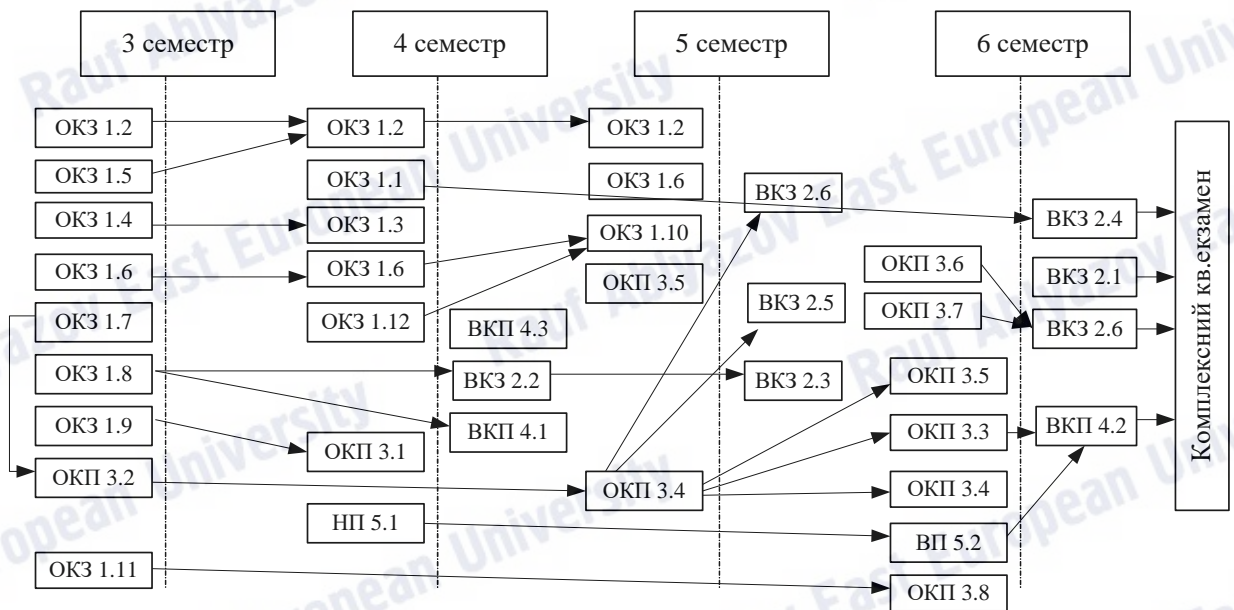 3 семестр
4 семестр
5 семестр
6 семестр
ОКЗ 1.2
ОКЗ 1.5
ОКЗ 1.4
ОКЗ 1.6
ОКЗ 1.7
ОКЗ 1.8
ОКЗ 1.9
ОКП 3.2
ОКЗ 1.11
ОКЗ 1.2
ОКЗ 1.1
ОКЗ 1.3
ОКЗ 1.6
ОКЗ 1.12
ВКП 4.3
ВКЗ 2.2
ВКП 4.1
ОКП 3.1
НП 5.1
ОКЗ 1.2
ОКЗ 1.6
ОКЗ 1.10
ОКП 3.5
ОКП 3.4
ВКЗ 2.6
ВКЗ 2.5
ВКЗ 2.3
ОКП 3.6
ОКП 3.7
ОКП 3.5
ОКП 3.3
ОКП 3.4
ВП 5.2
ОКП 3.8
ВКЗ 2.4
ВКЗ 2.1
ВКЗ 2.6
ВКП 4.2
Комплексний кв.екзамен
Rauf Ablyazov East European University